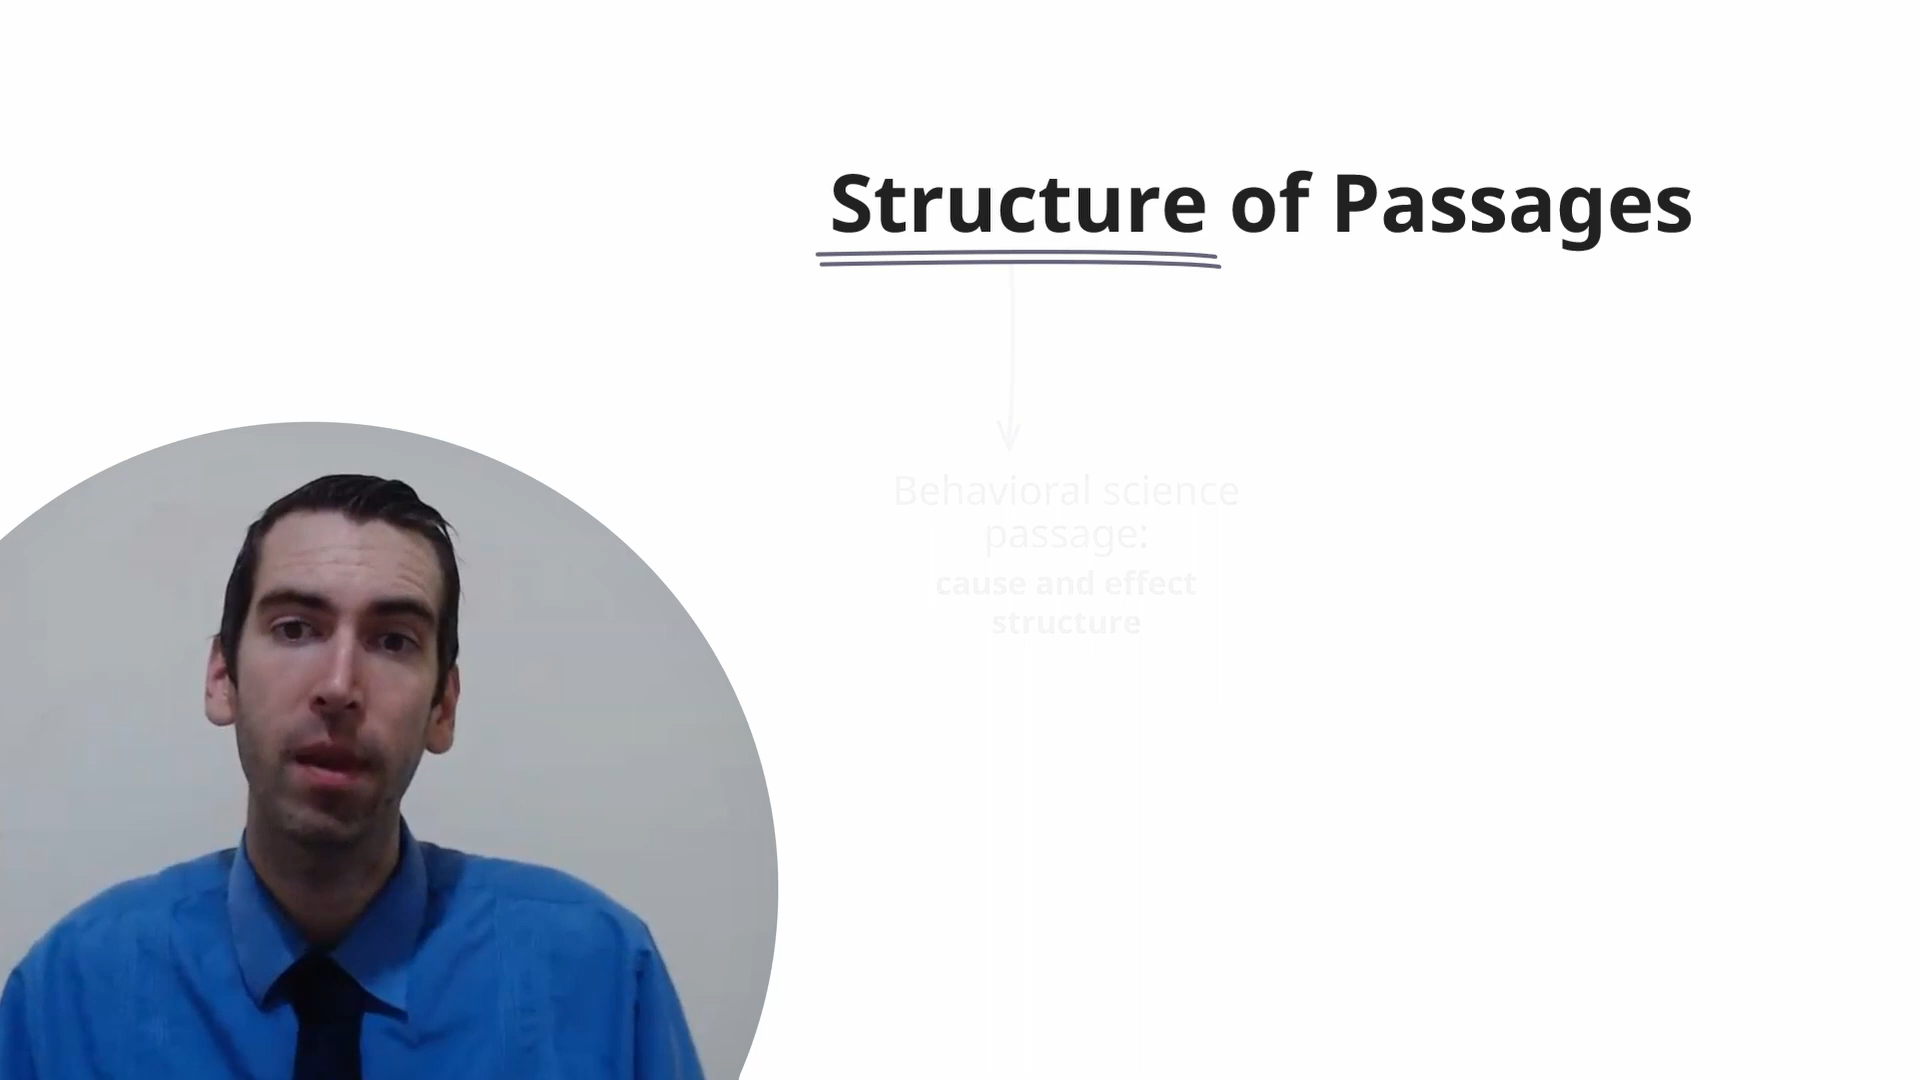 Structure of Passages
Behavioral science
passage:
cause and effect
structure